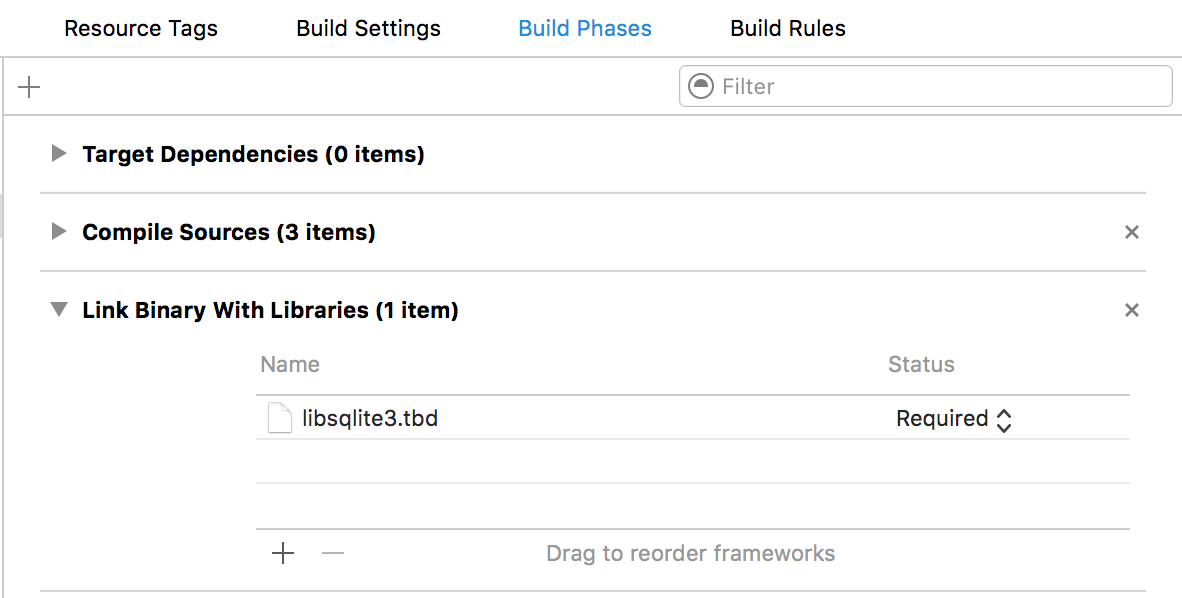 Resource Tags Build Settings Build Phases Build Rules
Filter
Target Dependencies (0 items)
Compile Sources (3 items)
Link Binary With Libraries (1 item)
Name Status
libsqlite3.tbd Required
Drag to reorder frameworks